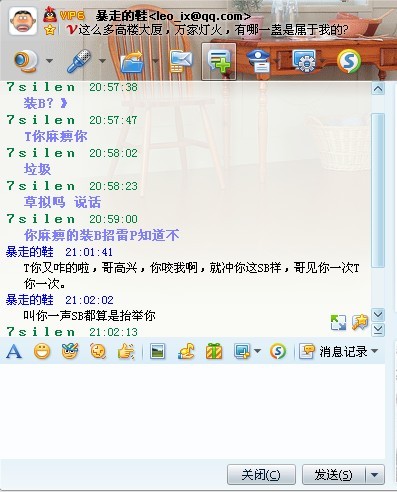 VIP6 暴走的鞋<leo_ix@qq.com>
这么多高楼大厦，万家灯火，有哪一盏是属于我的?
7silen 20:57:38
装B？》
7silen 20:57:47
T你麻痹你
7silen 20:58:02
垃圾
7silen 20:58:23
草拟吗 说话
7silen 20:59:00
你麻痹的装B招雷P知道不
暴走的鞋 21:01:41
T你又咋的啦，哥高兴，你咬我啊，就冲你这SB样，哥见你一次T
你一次。
暴走的鞋 21:02:02
叫你一声SB都算是抬举你
7silen 21:02:13
消息记录
关闭(C) 发送(S)